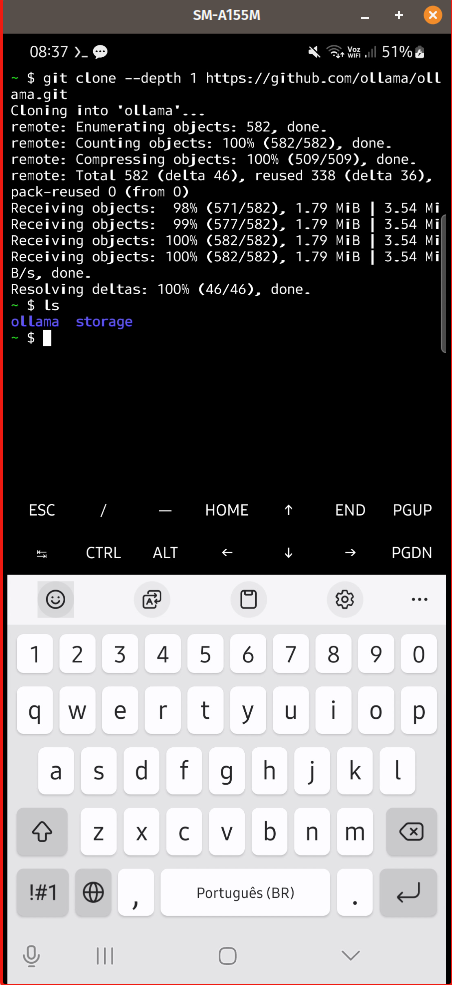 SM-A155M
08:37 >_ Voz WiFi 51%
~ $ git clone --depth 1 https://github.com/ollama/oll
ama.git
Cloning into 'ollama'...
remote: Enumerating objects: 582, done.
remote: Counting objects: 100% (582/582), done.
remote: Compressing objects: 100% (509/509), done.
remote: Total 582 (delta 46), reused 338 (delta 36),
pack-reused 0 (from 0)
Receiving objects:  98% (571/582), 1.79 MiB | 3.54 Mi
Receiving objects:  99% (577/582), 1.79 MiB | 3.54 Mi
Receiving objects: 100% (582/582), 1.79 MiB | 3.54 Mi
Receiving objects: 100% (582/582), 1.79 MiB | 3.54 Mi
B/s, done.
Resolving deltas: 100% (46/46), done.
~ $ ls
ollama  storage
~ $
ESC / — HOME ↑ END PGUP
↹ CTRL ALT ← ↓ → PGDN
1 2 3 4 5 6 7 8 9 0
q w e r t y u i o p
a s d f g h j k l
z x c v b n m
!#1 , Português (BR) .